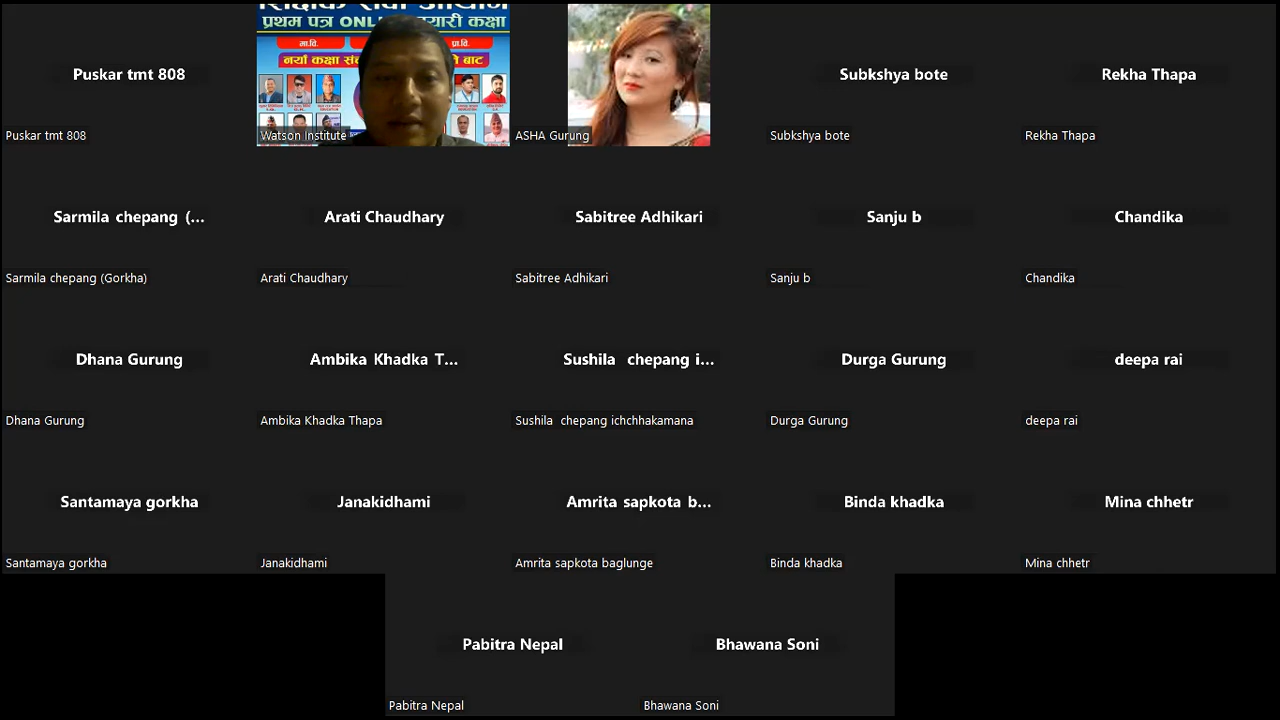 शिक्षक सेवा आयोग
प्रथम पत्र ONL
यारी कक्षा
मा.वि.
प्रा.वि.
नयाँ कक्षा सं
बाट
Puskar tmt 808
Subkshya bote
Rekha Thapa
Puskar tmt 808
Watson Institute
ASHA Gurung
Subkshya bote
Rekha Thapa
Sarmila chepang (...
Arati Chaudhary
Sabitree Adhikari
Sanju b
Chandika
Sarmila chepang (Gorkha)
Arati Chaudhary
Sabitree Adhikari
Sanju b
Chandika
Dhana Gurung
Ambika Khadka T...
Sushila chepang i...
Durga Gurung
deepa rai
Dhana Gurung
Ambika Khadka Thapa
Sushila chepang ichchhakamana
Durga Gurung
deepa rai
Santamaya gorkha
Janakidhami
Amrita sapkota b...
Binda khadka
Mina chhetr
Santamaya gorkha
Janakidhami
Amrita sapkota baglunge
Binda khadka
Mina chhetr
Pabitra Nepal
Bhawana Soni
Pabitra Nepal
Bhawana Soni